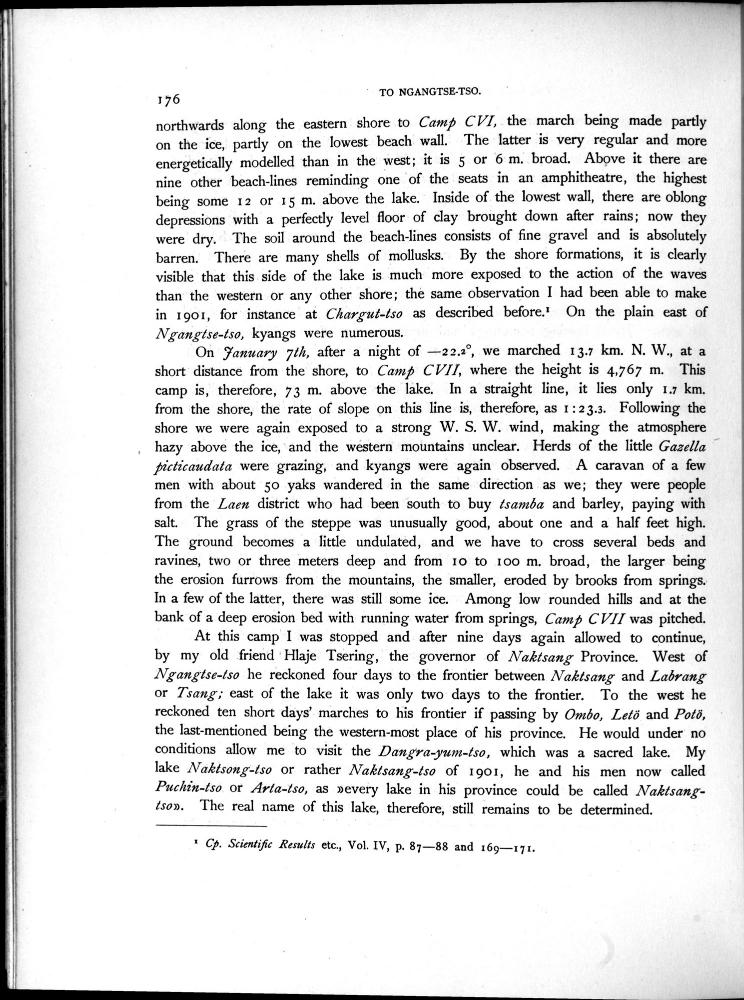 176
TO NGANGTSE-TSO.
northwards along the eastern shore to Camp CVI, the march being made partly
on the ice, partly on the lowest beach wall. The latter is very regular and more
energetically modelled than in the west; it is 5 or 6 m. broad. Above it there are
nine other beach-lines reminding one of the seats in an amphitheatre, the highest
being some 12 or 15 m. above the lake. Inside of the lowest wall, there are oblong
depressions with a perfectly level floor of clay brought down after rains; now they
were dry. The soil around the beach-lines consists of fine gravel and is absolutely
barren. There are many shells of mollusks. By the shore formations, it is clearly
visible that this side of the lake is much more exposed to the action of the waves
than the western or any other shore; the same observation I had been able to make
in 1901, for instance at Chargut-tso as described before.¹ On the plain east of
Ngangtse-tso, kyangs were numerous.
On January 7th, after a night of —22.2°, we marched 13.7 km. N. W., at a
short distance from the shore, to Camp CVII, where the height is 4,767 m. This
camp is, therefore, 73 m. above the lake. In a straight line, it lies only 1.7 km.
from the shore, the rate of slope on this line is, therefore, as 1:23.3. Following the
shore we were again exposed to a strong W. S. W. wind, making the atmosphere
hazy above the ice, and the western mountains unclear. Herds of the little Gazella
picticaudata were grazing, and kyangs were again observed. A caravan of a few
men with about 50 yaks wandered in the same direction as we; they were people
from the Laen district who had been south to buy tsamba and barley, paying with
salt. The grass of the steppe was unusually good, about one and a half feet high.
The ground becomes a little undulated, and we have to cross several beds and
ravines, two or three meters deep and from 10 to 100 m. broad, the larger being
the erosion furrows from the mountains, the smaller, eroded by brooks from springs.
In a few of the latter, there was still some ice. Among low rounded hills and at the
bank of a deep erosion bed with running water from springs, Camp CVII was pitched.
At this camp I was stopped and after nine days again allowed to continue,
by my old friend Hlaje Tsering, the governor of Naktsang Province. West of
Ngangtse-tso he reckoned four days to the frontier between Naktsang and Labrang
or Tsang; east of the lake it was only two days to the frontier. To the west he
reckoned ten short days' marches to his frontier if passing by Ombo, Letö and Potö,
the last-mentioned being the western-most place of his province. He would under no
conditions allow me to visit the Dangra-yum-tso, which was a sacred lake. My
lake Naktsong-tso or rather Naktsang-tso of 1901, he and his men now called
Puchin-tso or Arta-tso, as »every lake in his province could be called Naktsang-
tso». The real name of this lake, therefore, still remains to be determined.
¹ Cp. Scientific Results etc., Vol. IV, p. 87—88 and 169—171.